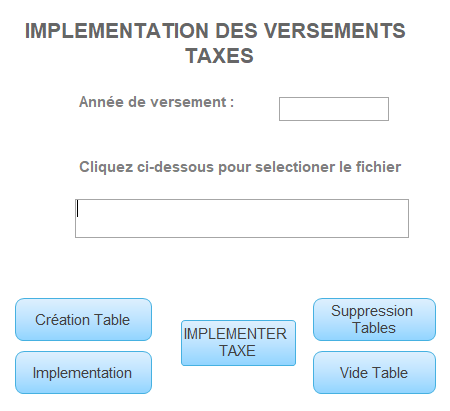 IMPLEMENTATION DES VERSEMENTS
TAXES
Année de versement :
Cliquez ci-dessous pour selectioner le fichier
Création Table
Implementation
IMPLEMENTER
TAXE
Suppression
Tables
Vide Table